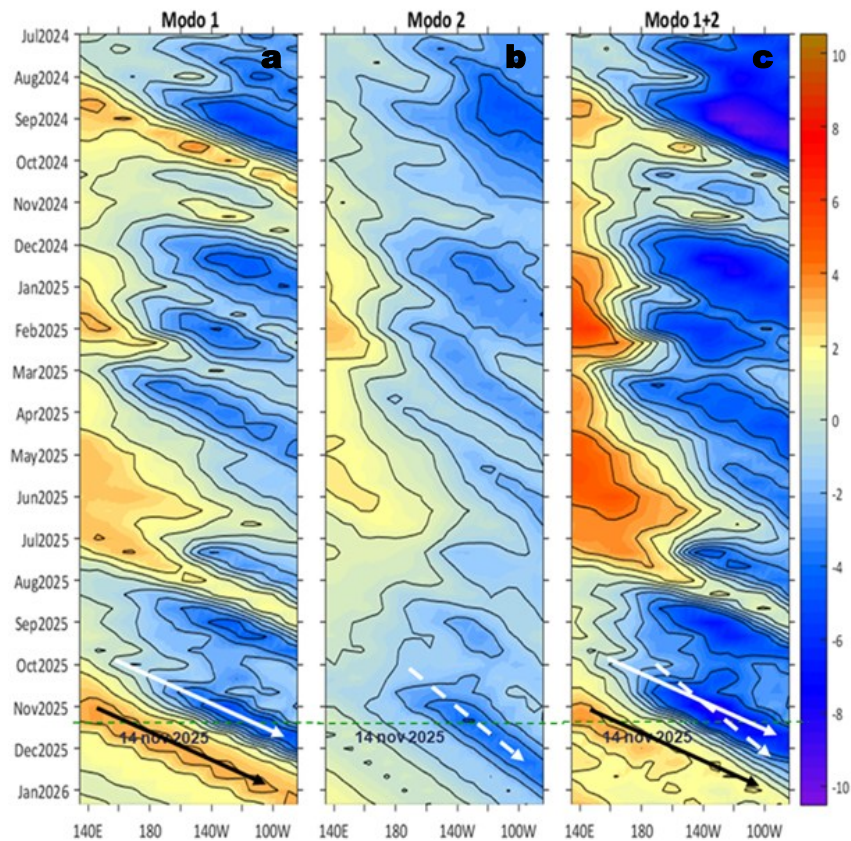 Modo 1 Modo 2 Modo 1+2
a b c
Jul2024
Aug2024
Sep2024
Oct2024
Nov2024
Dec2024
Jan2025
Feb2025
Mar2025
Apr2025
May2025
Jun2025
Jul2025
Aug2025
Sep2025
Oct2025
Nov2025
Dec2025
Jan2026
14 nov 2025 14 nov 2025 14 nov 2025
140E 180 140W 100W 140E 180 140W 100W 140E 180 140W 100W
10
8
6
4
2
0
-2
-4
-6
-8
-10